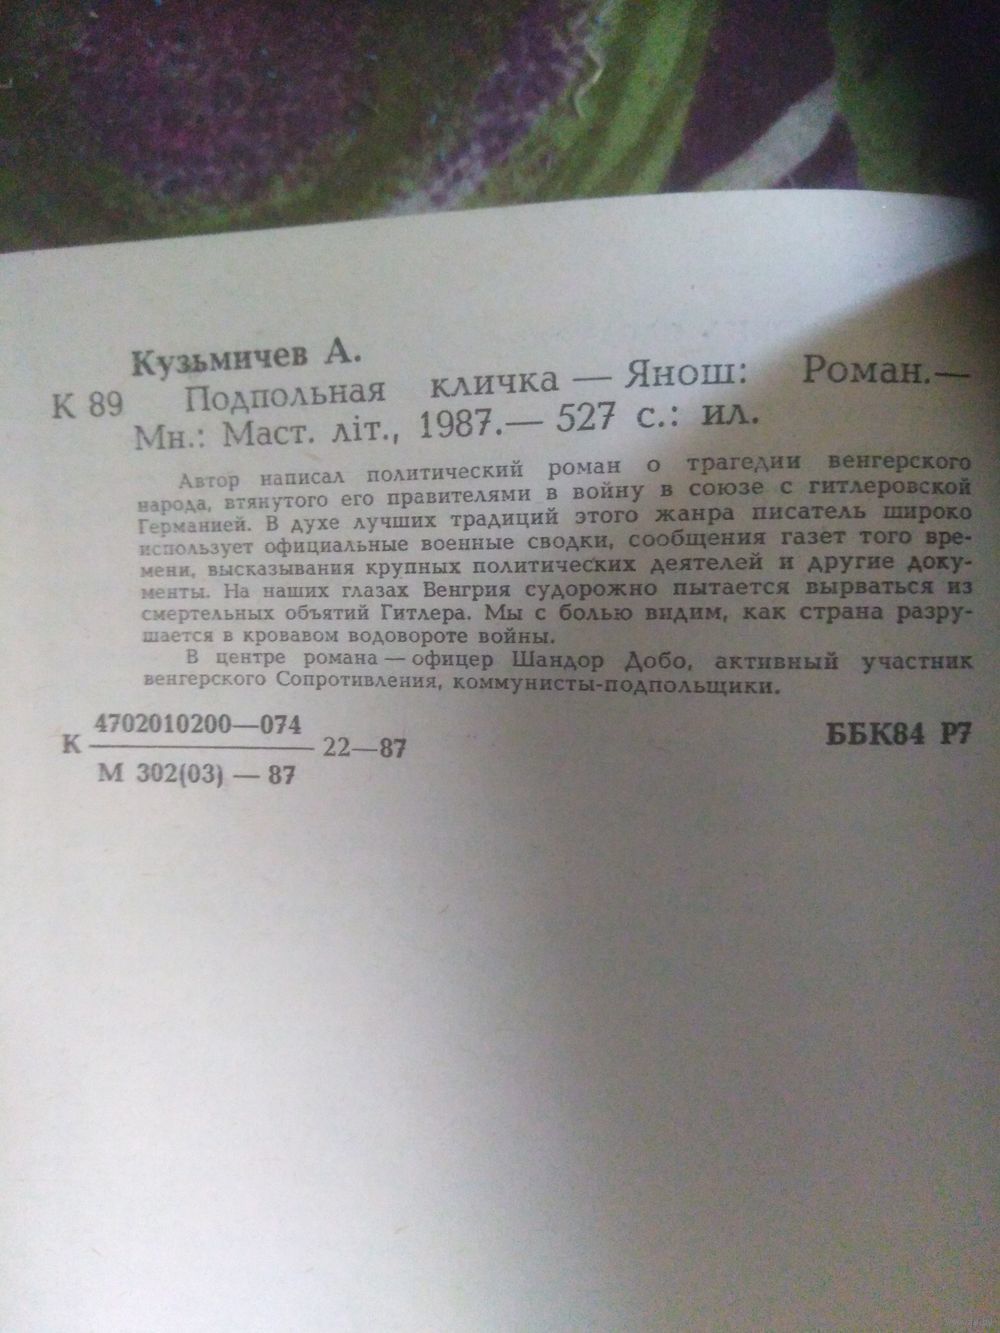 Кузьмичев А.
К 89 Подпольная кличка — Янош: Роман.—
Мн.: Маст. літ., 1987.— 527 с.: ил.
Автор написал политический роман о трагедии венгерского
народа, втянутого его правителями в войну в союзе с гитлеровской
Германией. В духе лучших традиций этого жанра писатель широко
использует официальные военные сводки, сообщения газет того вре-
мени, высказывания крупных политических деятелей и другие доку-
менты. На наших глазах Венгрия судорожно пытается вырваться из
смертельных объятий Гитлера. Мы с болью видим, как страна разру-
шается в кровавом водовороте войны.
В центре романа — офицер Шандор Добо, активный участник
венгерского Сопротивления, коммунисты-подпольщики.
К 4702010200—074
М 302(03) — 87
22—87
ББК84 Р7